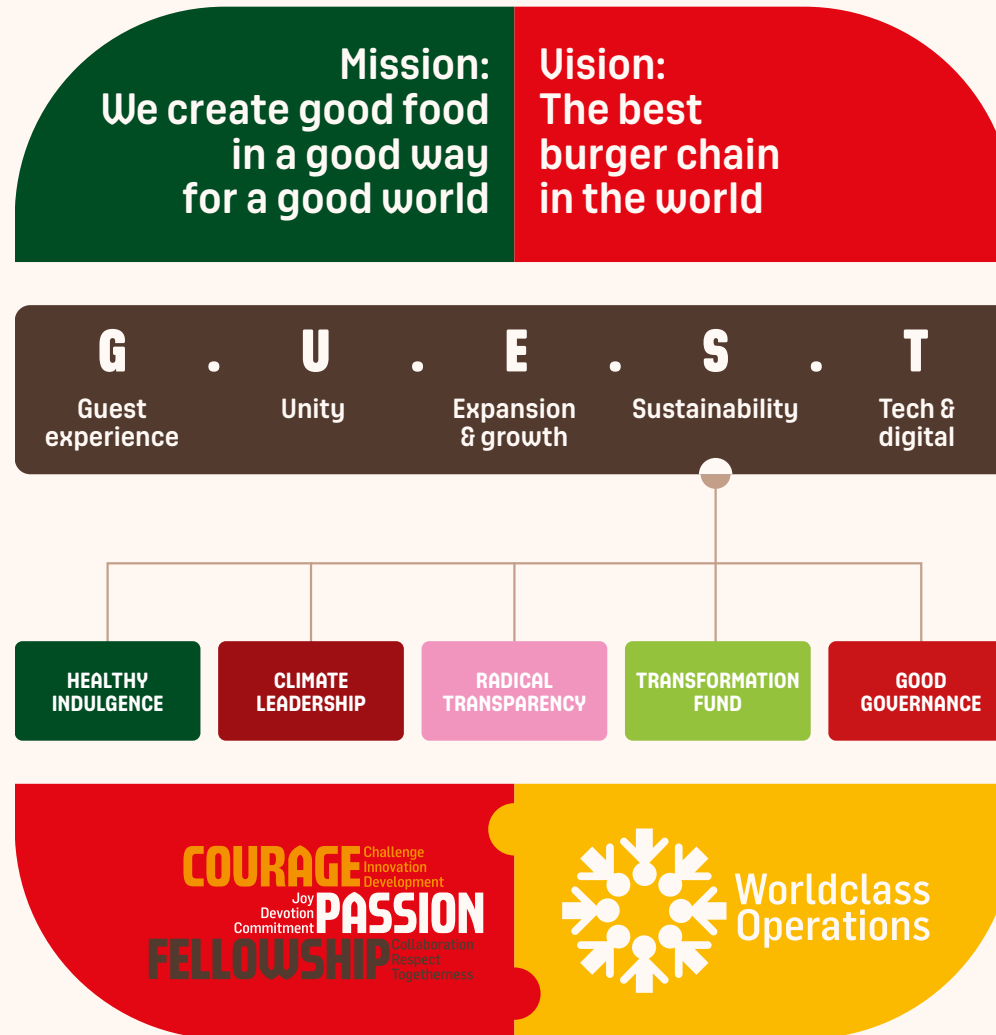 Mission:
We create good food
in a good way
for a good world
Vision:
The best
burger chain
in the world
G . U . E . S . T
Guest
experience
Unity
Expansion
& growth
Sustainability
Tech &
digital
HEALTHY
INDULGENCE
CLIMATE
LEADERSHIP
RADICAL
TRANSPARENCY
TRANSFORMATION
FUND
GOOD
GOVERNANCE
COURAGE
Challenge
Innovation
Development
Joy
Devotion
Commitment
PASSION
FELLOWSHIP
Collaboration
Respect
Togetherness
Worldclass
Operations